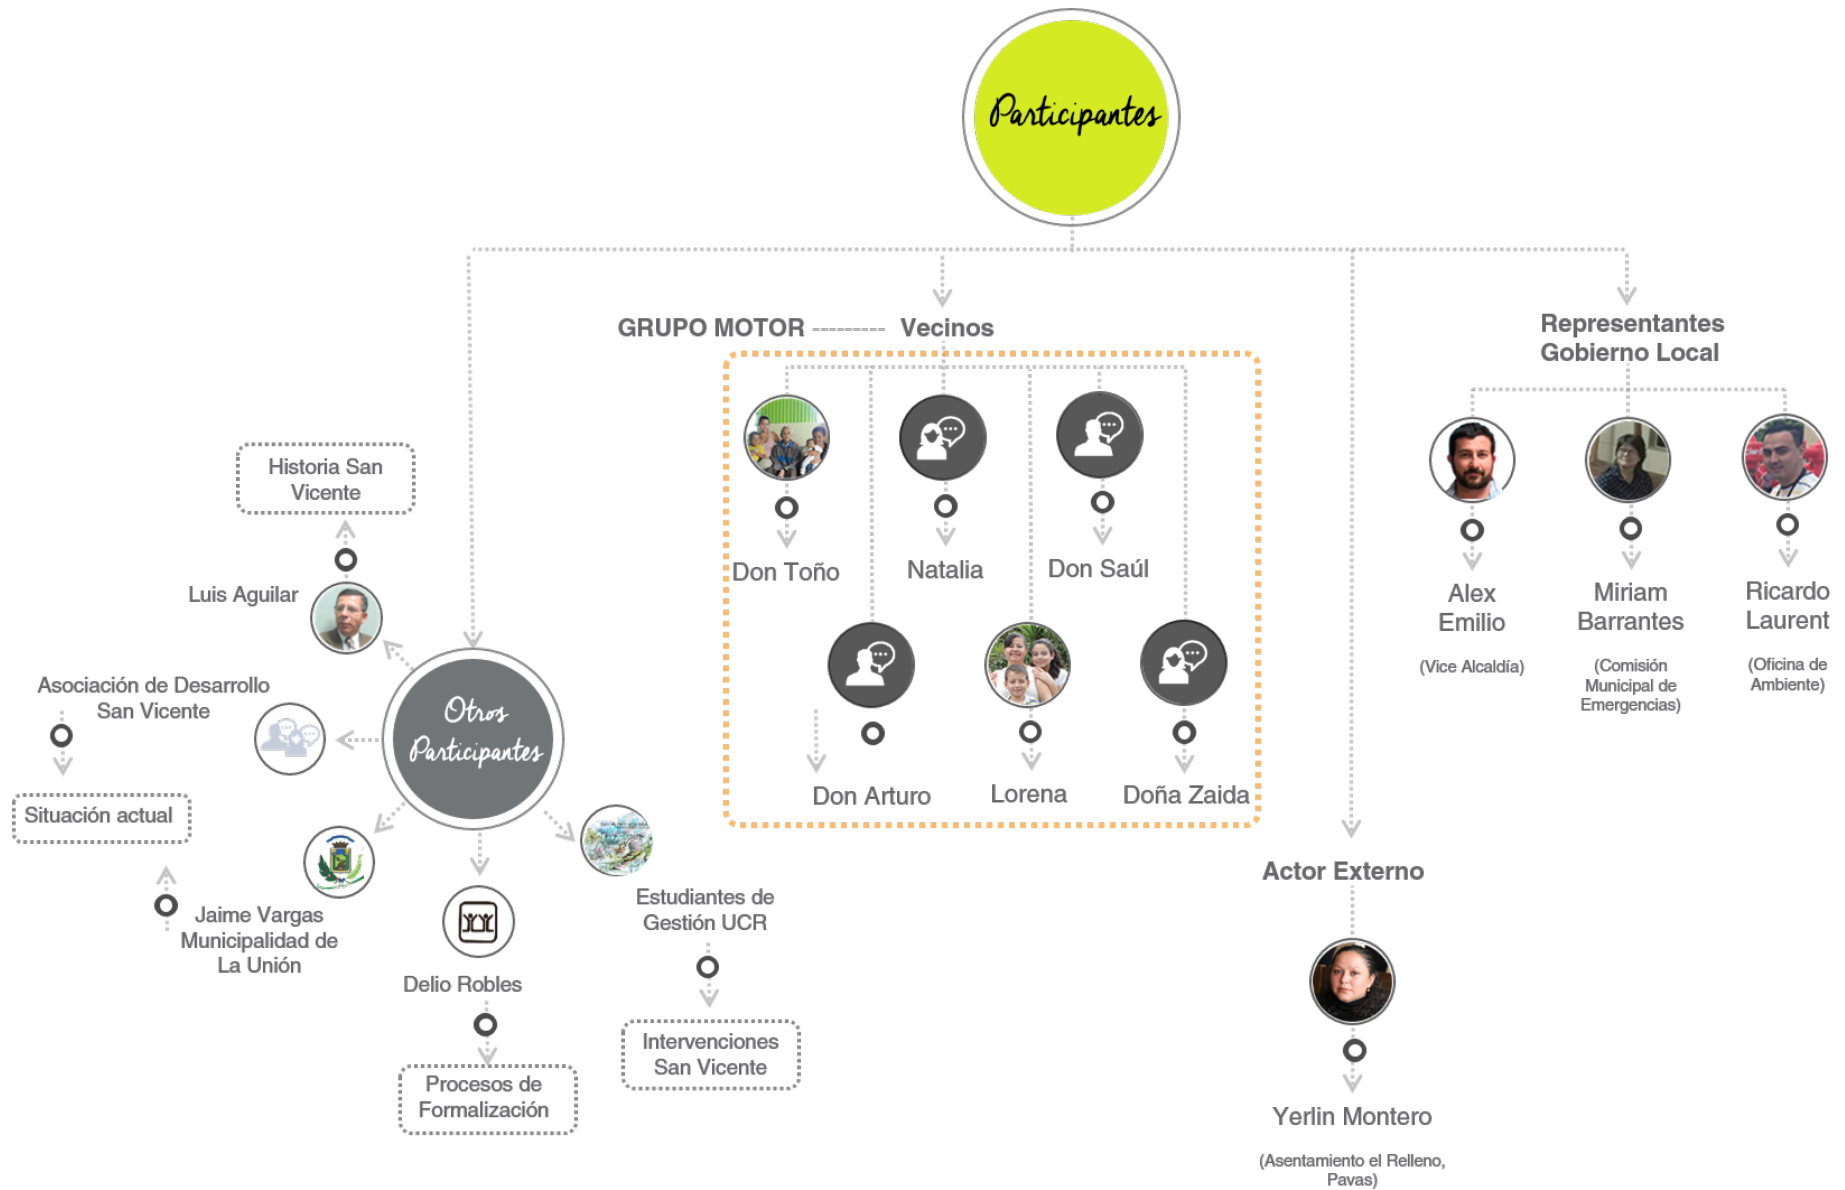 Participantes
GRUPO MOTOR --------- Vecinos
Representantes
Gobierno Local
Don Toño
Natalia
Don Saúl
Don Arturo
Lorena
Doña Zaida
Alex
Emilio
(Vice Alcaldía)
Miriam
Barrantes
(Comisión
Municipal de
Emergencias)
Ricardo
Laurent
(Oficina de
Ambiente)
Historia San
Vicente
Luis Aguilar
Asociación de Desarrollo
San Vicente
Otros
Participantes
Situación actual
Jaime Vargas
Municipalidad de
La Unión
Delio Robles
Procesos de
Formalización
Estudiantes de
Gestión UCR
Intervenciones
San Vicente
Actor Externo
Yerlin Montero
(Asentamiento el Relleno,
Pavas)